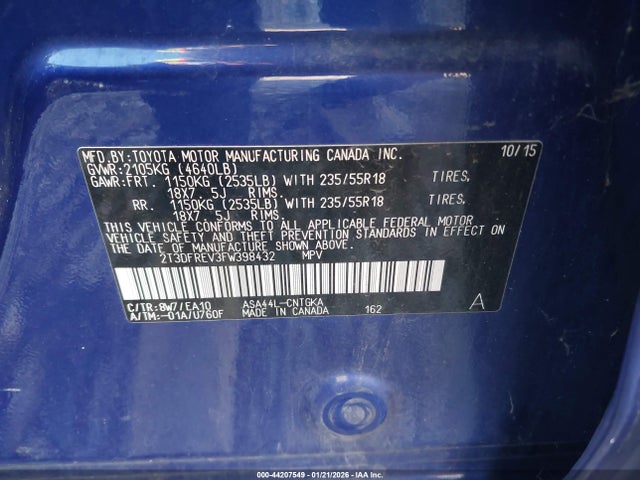 MFD.BY:TOYOTA MOTOR MANUFACTURING CANADA INC. 10/15
GVWR:2105KG (4640LB)
GAWR:FRT. 1150KG (2535LB) WITH 235/55R18 TIRES,
18X7 5J RIMS.
RR. 1150KG (2535LB) WITH 235/55R18 TIRES,
18X7 5J RIMS.
THIS VEHICLE CONFORMS TO ALL APPLICABLE FEDERAL MOTOR
VEHICLE SAFETY AND THEFT PREVENTION STANDARDS IN EFFECT
ON THE DATE OF MANUFACTURE SHOWN ABOVE.
2T3DFREV3FW398432 MPV
C/TR:8W7/EA10 ASA44L-CNTGKA A
A/TM:-01A/U760F MADE IN CANADA 162
000-44207549 - 01/21/2026 - IAA Inc.